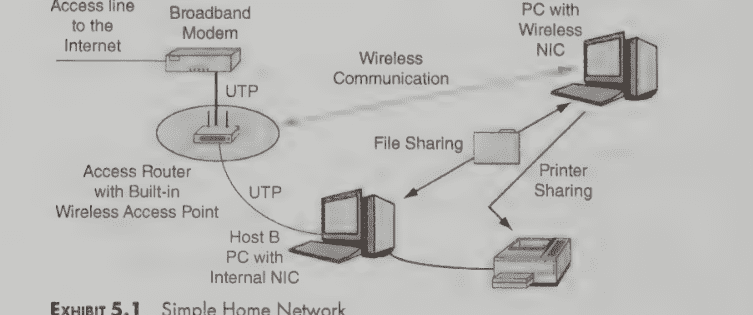 Access line
to the
Internet
Broadband
Modem
UTP
Wireless
Communication
PC with
Wireless
NIC
File Sharing
Printer
Sharing
Access Router
with Built-in
Wireless Access Point
UTP
Host B
PC with
Internal NIC
EXHIBIT 5.1 Simple Home Network